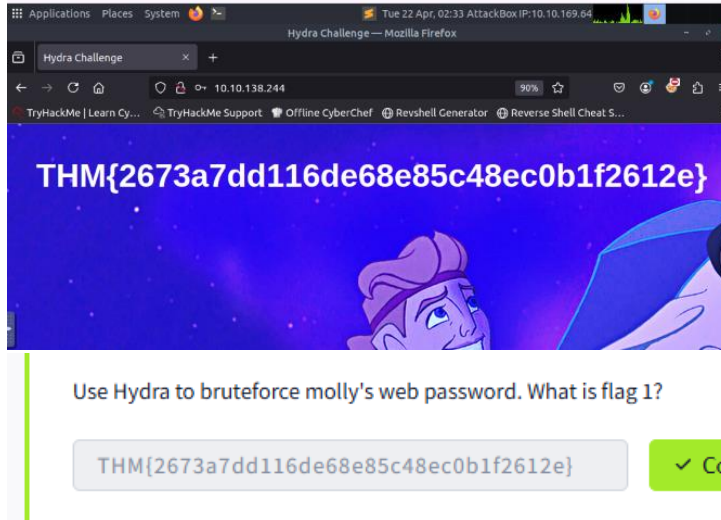 Applications Places System Tue 22 Apr, 02:33 AttackBox IP:10.10.169.64
Hydra Challenge — Mozilla Firefox
Hydra Challenge × +
10.10.138.244 90%
TryHackMe | Learn Cy... TryHackMe Support Offline CyberChef Revshell Generator Reverse Shell Cheat S...
THM{2673a7dd116de68e85c48ec0b1f2612e}
Use Hydra to bruteforce molly's web password. What is flag 1?
THM{2673a7dd116de68e85c48ec0b1f2612e}